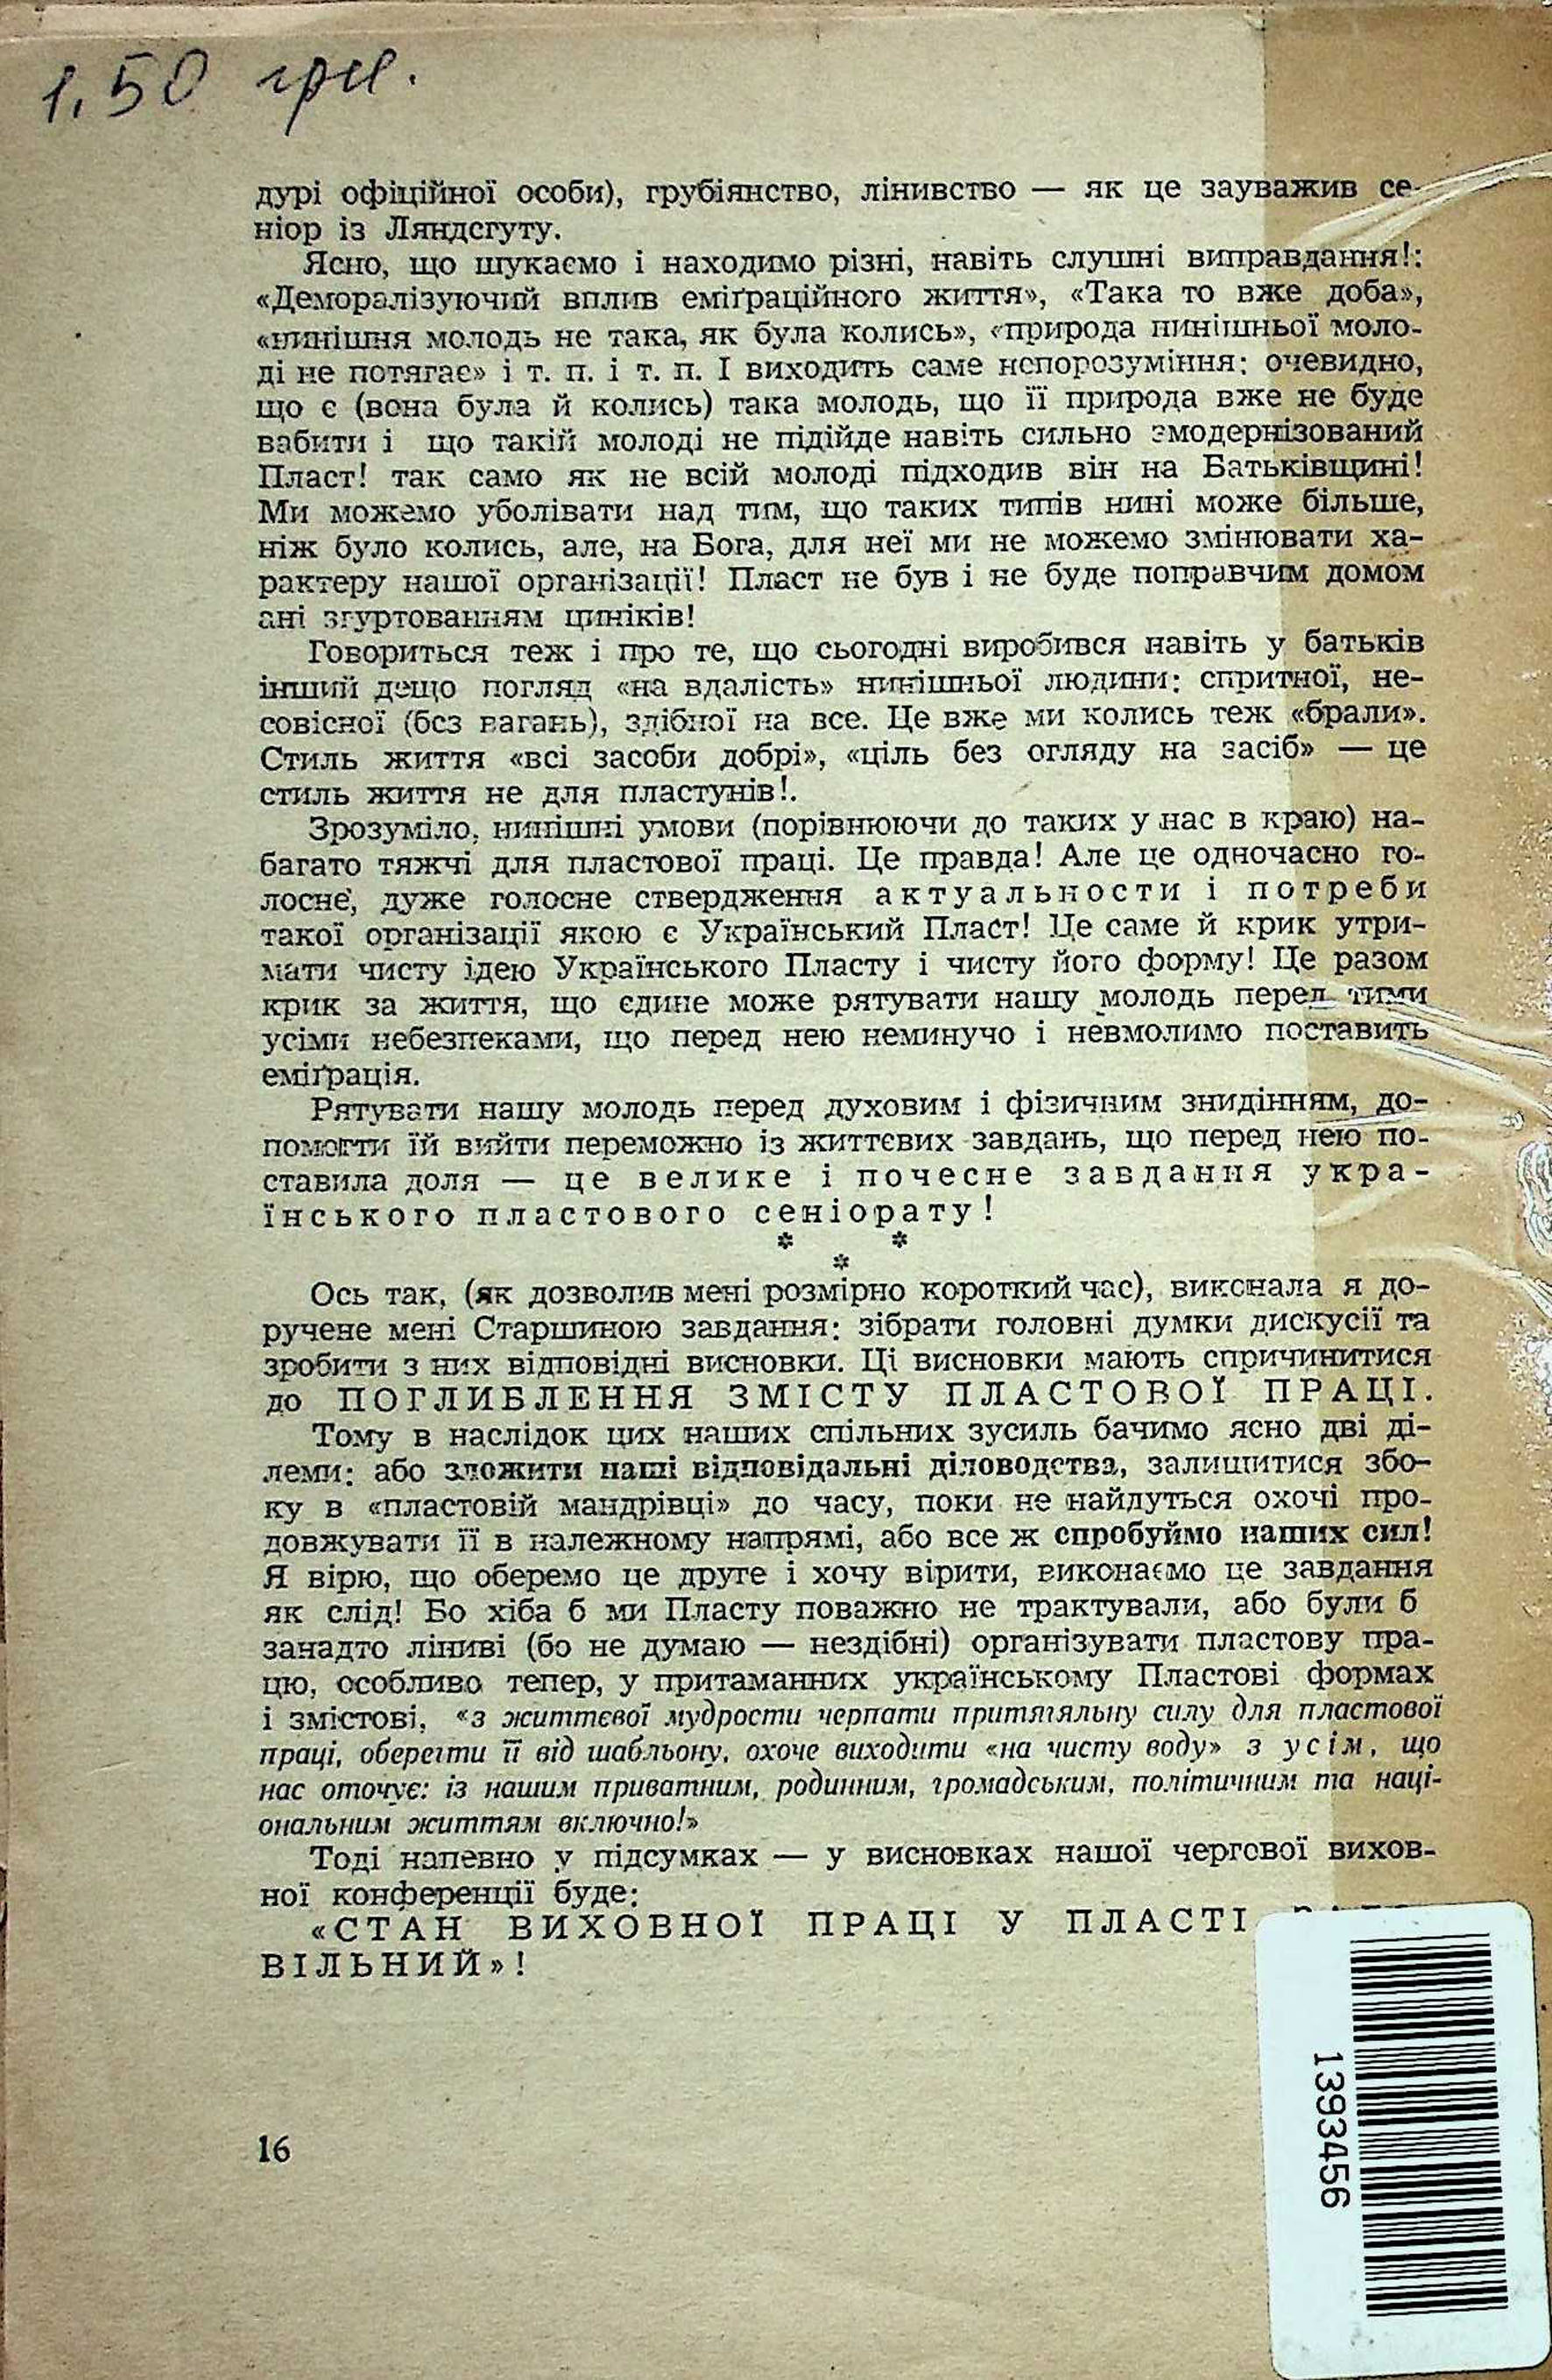 1.50 грн.
дурі офіційної особи), грубіянство, лінивство — як це зауважив се-
ніор із Ляндсгуту.
Ясно, що шукаємо і находимо різні, навіть слушні виправдання!:
«Деморалізуючий вплив еміґраційного життя», «Така то вже доба»,
«нинішня молодь не така, як була колись», «природа нинішньої моло-
ді не потягає» і т. п. і т. п. І виходить саме непорозуміння: очевидно,
що є (вона була й колись) така молодь, що її природа вже не буде
вабити і що такій молоді не підійде навіть сильно змодернізований
Пласт! так само як не всій молоді підходив він на Батьківщині!
Ми можемо уболівати над тим, що таких типів нині може більше,
ніж було колись, але, на Бога, для неї ми не можемо змінювати ха-
рактеру нашої організації! Пласт не був і не буде поправчим домом
ані згуртованням циніків!
Говориться теж і про те, що сьогодні виробився навіть у батьків
інший дещо погляд «на вдалість» нинішньої людини: спритної, не-
совісної (без вагань), здібної на все. Це вже ми колись теж «брали».
Стиль життя «всі засоби добрі», «ціль без огляду на засіб» — це
стиль життя не для пластунів!.
Зрозуміло, нинішні умови (порівнюючи до таких у нас в краю) на-
багато тяжчі для пластової праці. Це правда! Але це одночасно го-
лосне, дуже голосне ствердження актуальности і потреби
такої організації якою є Український Пласт! Це саме й крик утри-
мати чисту ідею Українського Пласту і чисту його форму! Це разом
крик за життя, що єдине може рятувати нашу молодь перед тими
усіми небезпеками, що перед нею неминучо і невмолимо поставить
еміґрація.
Рятувати нашу молодь перед духовим і фізичним знидінням, до-
помогти їй вийти переможно із життєвих завдань, що перед нею по-
ставила доля — це велике і почесне завдання укра-
їнського пластового сеніорату!
* *
*
Ось так, (як дозволив мені розмірно короткий час), виконала я до-
ручене мені Старшиною завдання: зібрати головні думки дискусії та
зробити з них відповідні висновки. Ці висновки мають спричинитися
до ПОГЛИБЛЕННЯ ЗМІСТУ ПЛАСТОВОЇ ПРАЦІ.
Тому в наслідок цих наших спільних зусиль бачимо ясно дві ді-
леми: або зложити наші відповідальні діловодства, залишитися збо-
ку в «пластовій мандрівці» до часу, поки не найдуться охочі про-
довжувати її в належному напрямі, або все ж спробуймо наших сил!
Я вірю, що оберемо це друге і хочу вірити, виконаємо це завдання
як слід! Бо хіба б ми Пласту поважно не трактували, або були б
занадто ліниві (бо не думаю — нездібні) організувати пластову пра-
цю, особливо тепер, у притаманних українському Пластові формах
і змістові, «з життєвої мудрости черпати притягяльну силу для пластової
праці, оберегти її від шабльону, охоче виходити «на чисту воду» з усім, що
нас оточує: із нашим приватним, родинним, громадським, політичним та наці-
ональним життям включно!»
Тоді напевно у підсумках — у висновках нашої чергової вихов-
ної конференції буде:
«СТАН ВИХОВНОЇ ПРАЦІ У ПЛАСТІ
ВІЛЬНИЙ»!
16
1393456